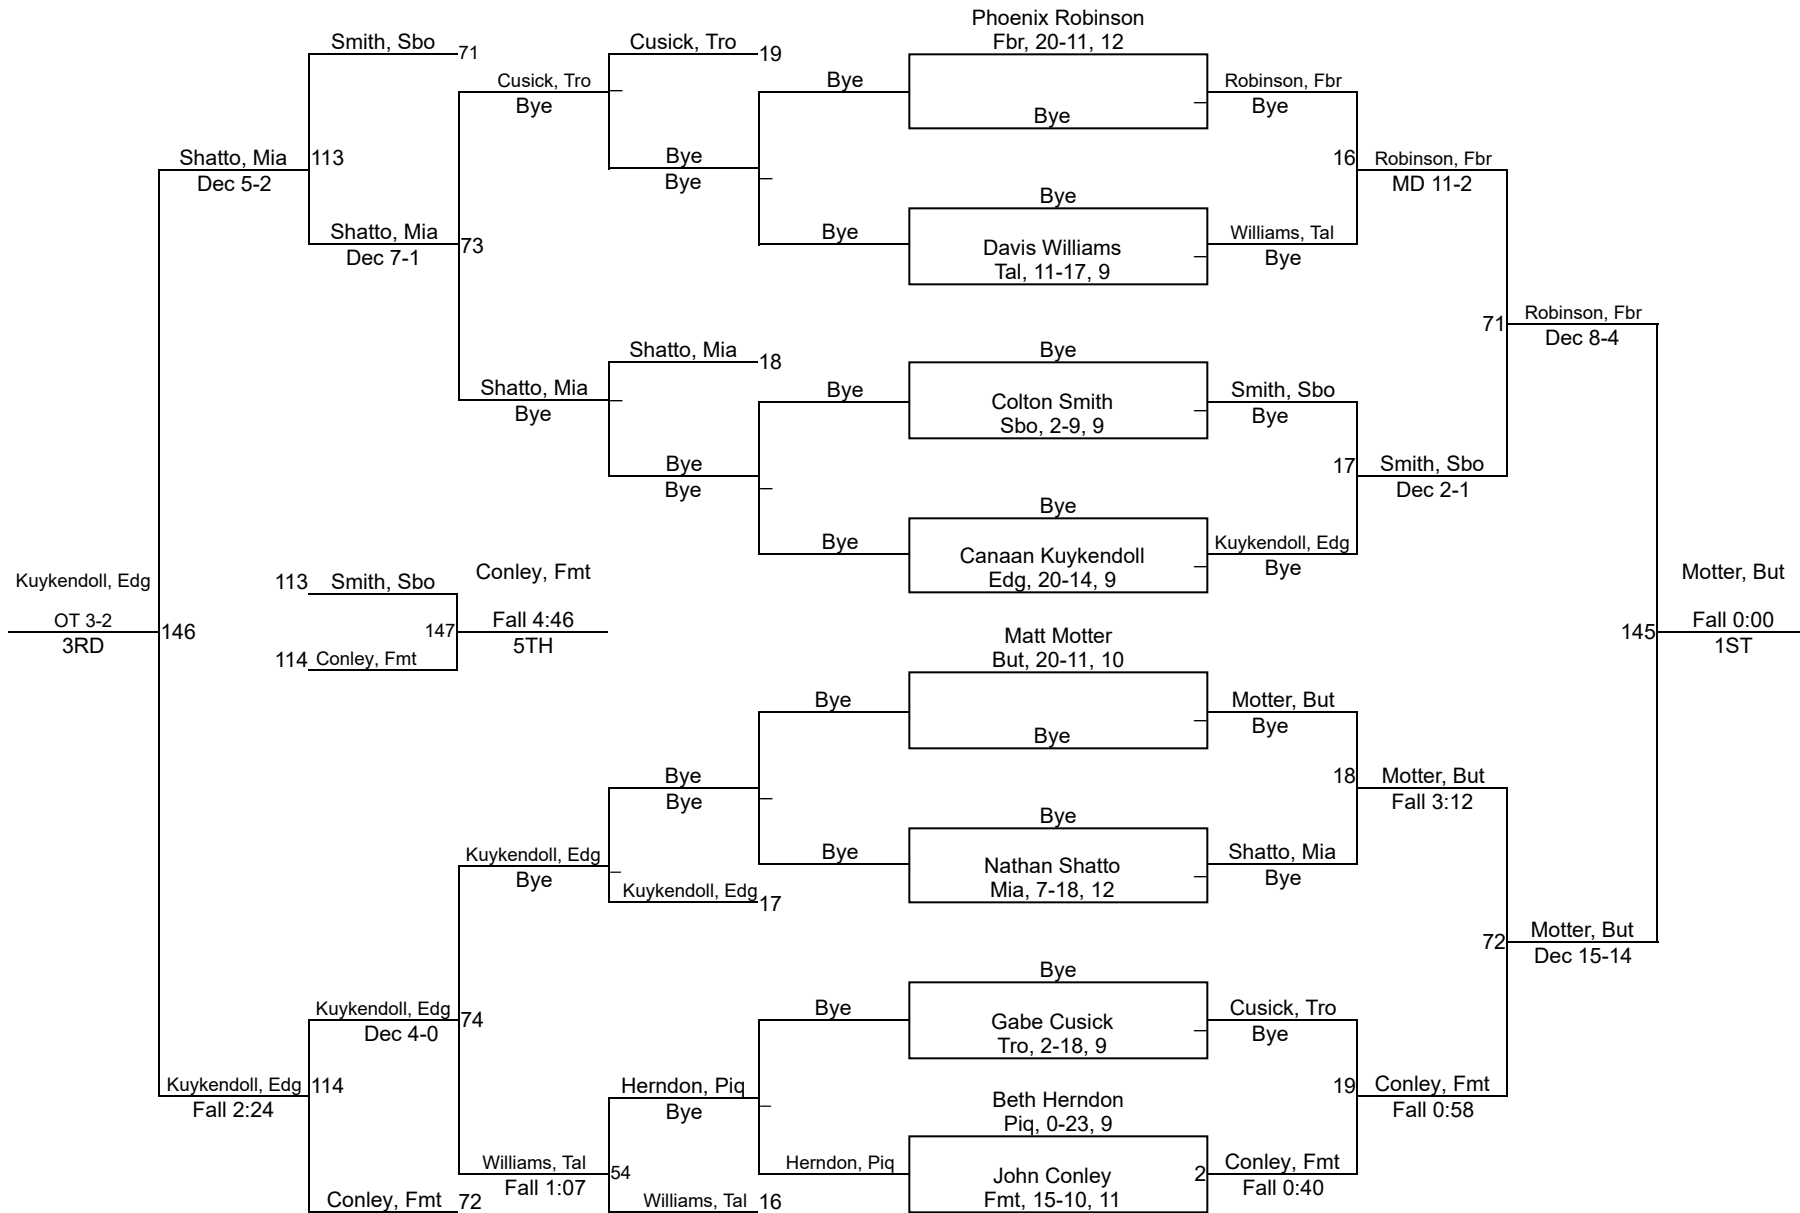 Phoenix Robinson
Smith, Sbo
71
Cusick, Tro
19
Fbr, 20-11, 12
Cusick, Tro
Bye
Bye
Robinson, Fbr
Bye
Bye
Shatto, Mia
113
Dec 5-2
Bye
Bye
16
Robinson, Fbr
MD 11-2
Bye
Shatto, Mia
73
Dec 7-1
Bye
Davis Williams
Tal, 11-17, 9
Williams, Tal
Bye
71
Robinson, Fbr
Dec 8-4
Shatto, Mia
18
Bye
Shatto, Mia
Bye
Bye
Colton Smith
Sbo, 2-9, 9
Smith, Sbo
Bye
Bye
Bye
17
Smith, Sbo
Dec 2-1
Bye
Bye
Canaan Kuykendoll
Edg, 20-14, 9
Kuykendoll, Edg
Bye
Kuykendoll, Edg
OT 3-2
3RD
146
113
Smith, Sbo
Conley, Fmt
147
Fall 4:46
5TH
114
Conley, Fmt
Motter, But
145
Fall 0:00
1ST
Matt Motter
But, 20-11, 10
Bye
Bye
Motter, But
Bye
Bye
Bye
18
Motter, But
Fall 3:12
Bye
Kuykendoll, Edg
Bye
Kuykendoll, Edg
17
Bye
Nathan Shatto
Mia, 7-18, 12
Shatto, Mia
Bye
72
Motter, But
Dec 15-14
Bye
Kuykendoll, Edg
74
Dec 4-0
Bye
Gabe Cusick
Tro, 2-18, 9
Cusick, Tro
Bye
Kuykendoll, Edg
114
Fall 2:24
Herndon, Piq
Bye
Beth Herndon
Piq, 0-23, 9
19
Conley, Fmt
Fall 0:58
Williams, Tal
54
Fall 1:07
Herndon, Piq
John Conley
Fmt, 15-10, 11
2
Conley, Fmt
Fall 0:40
Conley, Fmt
72
Williams, Tal
16